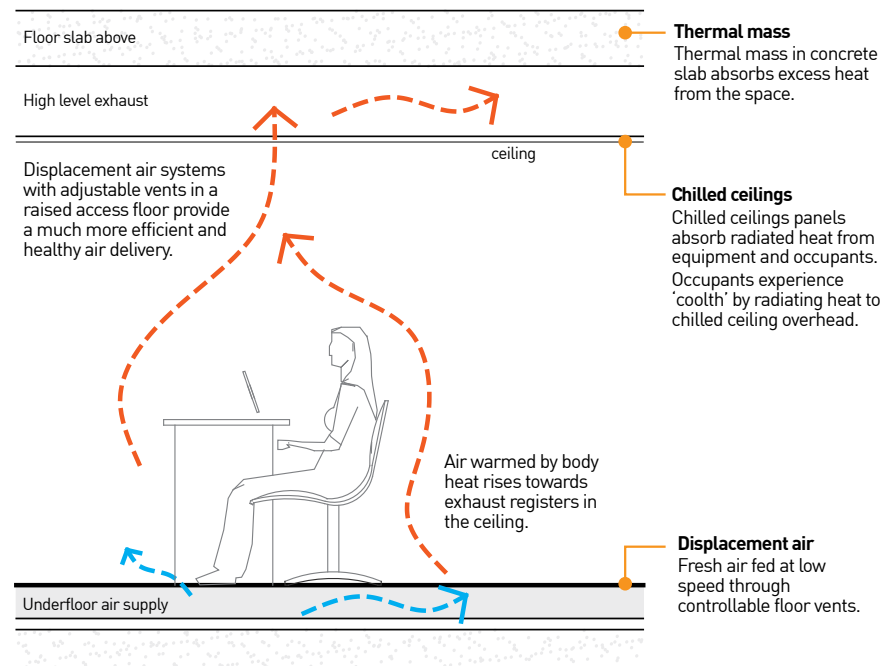 Floor slab above
High level exhaust
ceiling
Displacement air systems
with adjustable vents in a
raised access floor provide
a much more efficient and
healthy air delivery.
Air warmed by body
heat rises towards
exhaust registers in
the ceiling.
Underfloor air supply
Thermal mass
Thermal mass in concrete
slab absorbs excess heat
from the space.
Chilled ceilings
Chilled ceilings panels
absorb radiated heat from
equipment and occupants.
Occupants experience
‘coolth’ by radiating heat to
chilled ceiling overhead.
Displacement air
Fresh air fed at low
speed through
controllable floor vents.